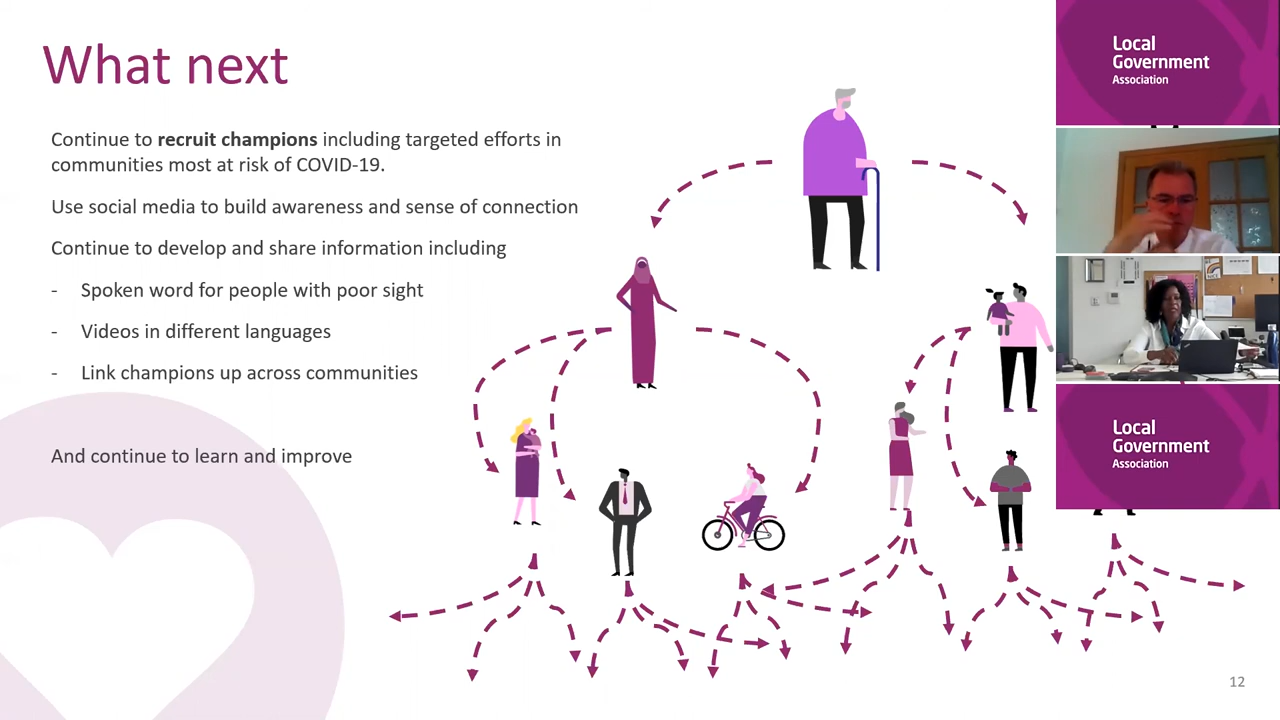 What next
Continue to recruit champions including targeted efforts in
communities most at risk of COVID-19.
Use social media to build awareness and sense of connection
Continue to develop and share information including
- Spoken word for people with poor sight
- Videos in different languages
- Link champions up across communities
And continue to learn and improve
Local
Government
Association
Local
Government
Association
12